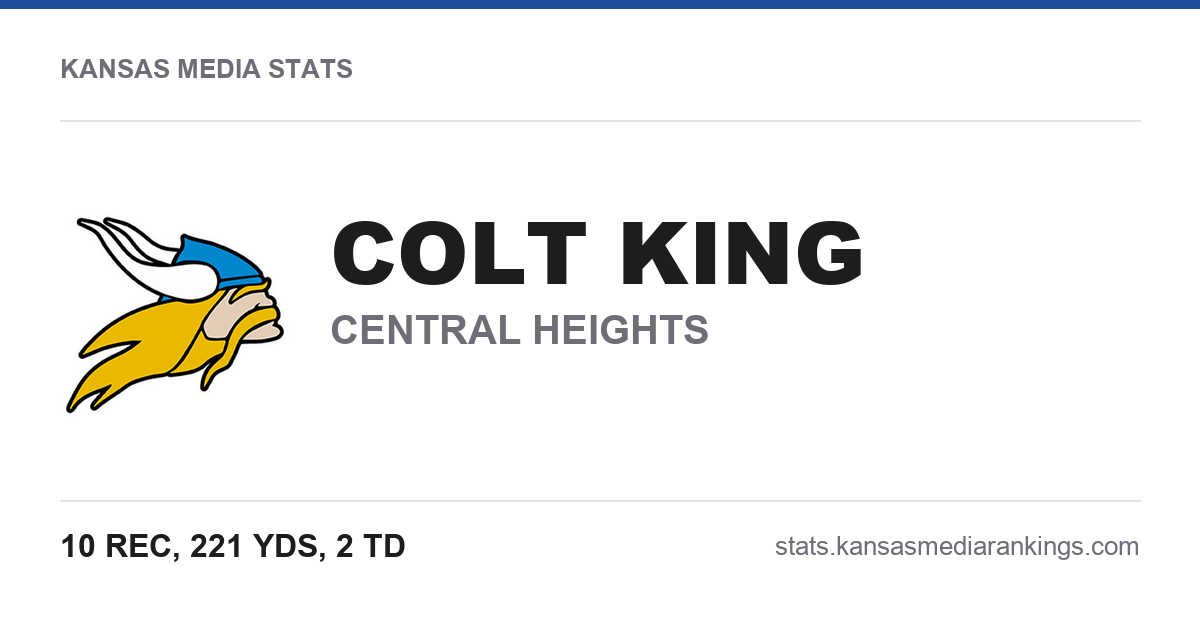 KANSAS MEDIA STATS
COLT KING
CENTRAL HEIGHTS
10 REC, 221 YDS, 2 TD
stats.kansasmediarankings.com